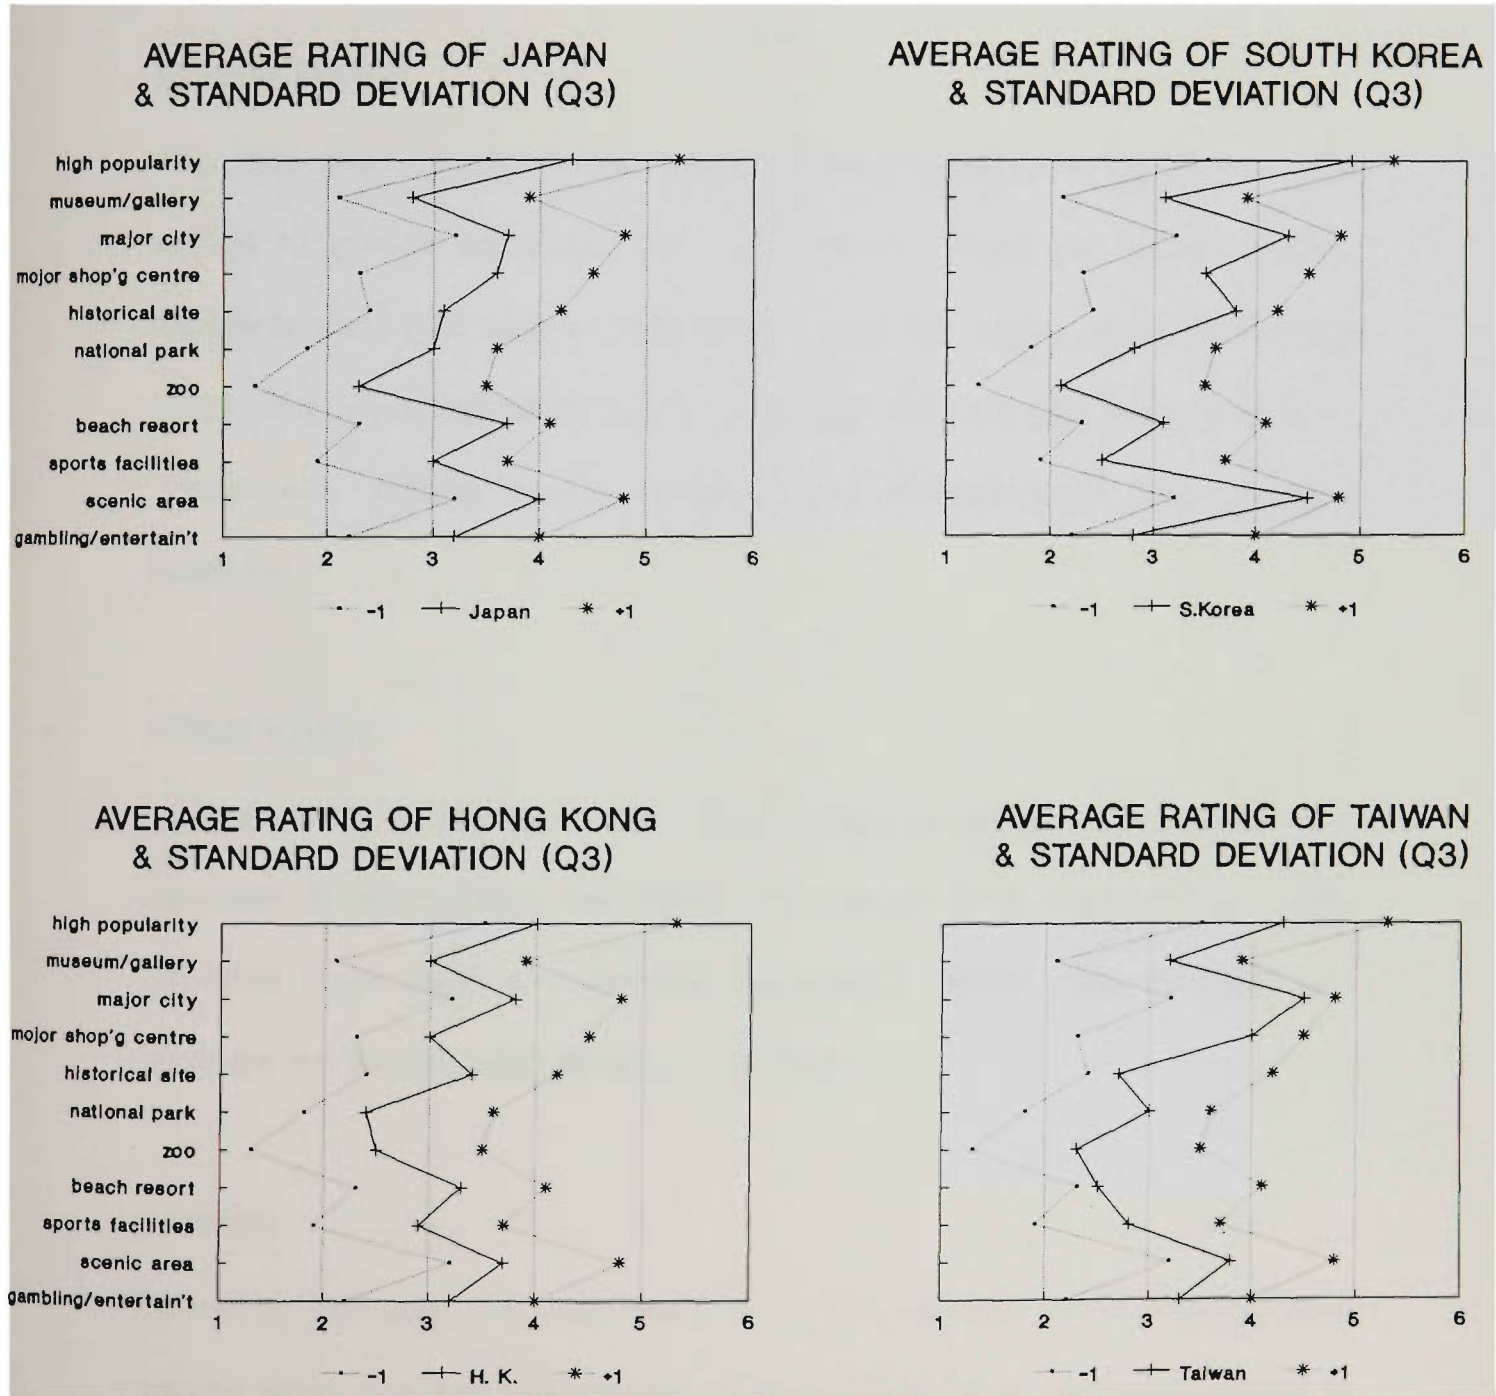 AVERAGE RATING OF JAPAN
& STANDARD DEVIATION (Q3)
high popularity
museum/gallery
major city
mojor shop'g centre
historical site
national park
zoo
beach resort
sports facilities
scenic area
gambling/entertain't
1 2 3 4 5 6
-1 Japan +1
AVERAGE RATING OF SOUTH KOREA
& STANDARD DEVIATION (Q3)
1 2 3 4 5 6
-1 S.Korea +1
AVERAGE RATING OF HONG KONG
& STANDARD DEVIATION (Q3)
high popularity
museum/gallery
major city
mojor shop'g centre
historical site
national park
zoo
beach resort
sports facilities
scenic area
gambling/entertain't
1 2 3 4 5 6
-1 H. K. +1
AVERAGE RATING OF TAIWAN
& STANDARD DEVIATION (Q3)
1 2 3 4 5 6
-1 Taiwan +1